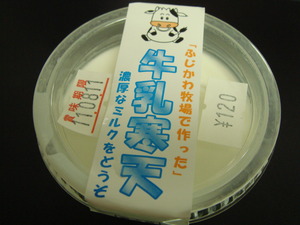 「ふじかわ牧場で作った」
牛乳寒天
濃厚なミルクをどうぞ
賞味期限
110811
¥120